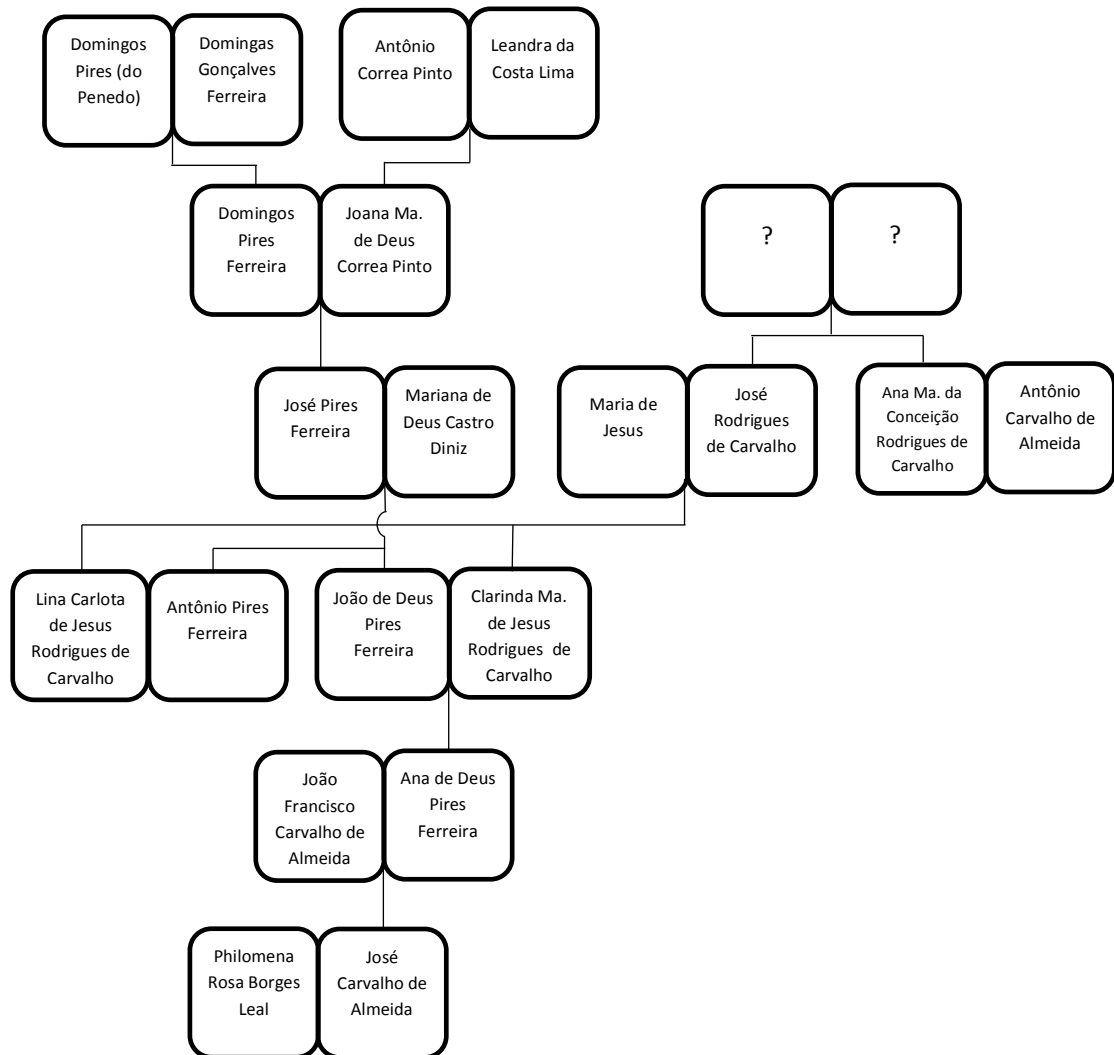 Domingos
Pires (do
Penedo)
Domingas
Gonçalves
Ferreira
Antônio
Correa Pinto
Leandra da
Costa Lima
Domingos
Pires
Ferreira
Joana Ma.
de Deus
Correa Pinto
?
?
José Pires
Ferreira
Mariana de
Deus Castro
Diniz
Maria de
Jesus
José
Rodrigues
de Carvalho
Ana Ma. da
Conceição
Rodrigues de
Carvalho
Antônio
Carvalho de
Almeida
Lina Carlota
de Jesus
Rodrigues de
Carvalho
Antônio Pires
Ferreira
João de Deus
Pires
Ferreira
Clarinda Ma.
de Jesus
Rodrigues de
Carvalho
João
Francisco
Carvalho de
Almeida
Ana de Deus
Pires
Ferreira
Philomena
Rosa Borges
Leal
José
Carvalho de
Almeida